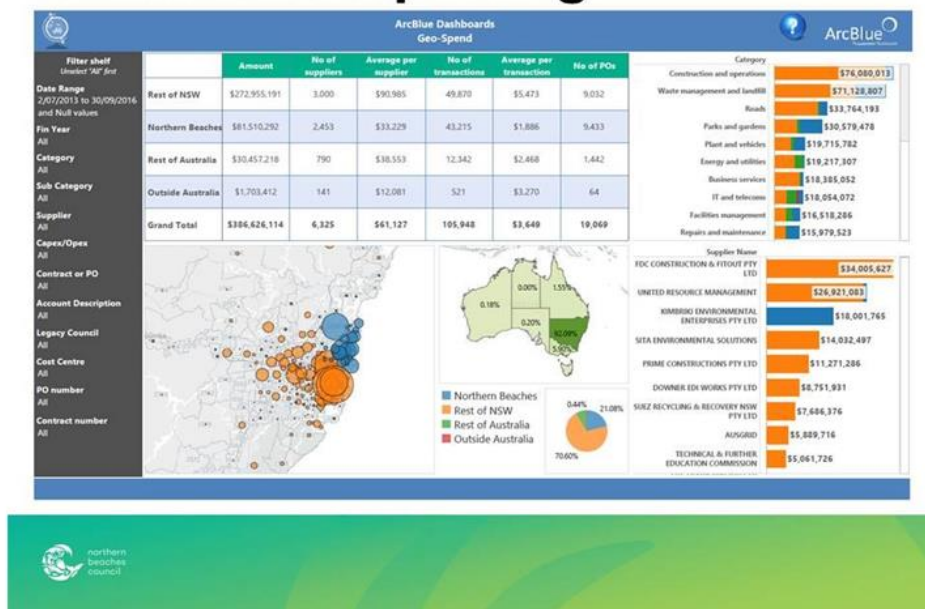 ArcBlue Dashboards
Geo-Spend
?
ArcBlue
Filter shelf
Unselect "All" first
Date Range
2/07/2013 to 30/09/2016
and Null values
Fin Year
All
Category
All
Sub Category
All
Supplier
All
Capex/Opex
All
Contract or PO
All
Account Description
All
Legacy Council
All
Cost Centre
All
PO number
All
Contract number
All
Amount No of suppliers Average per supplier No of transactions Average per transaction No of POs
Rest of NSW $272,955,191 3,000 $90,985 49,870 $5,473 9,032
Northern Beaches $81,510,292 2,453 $33,229 43,215 $1,886 9,433
Rest of Australia $30,457,218 790 $38,553 12,342 $2,468 1,442
Outside Australia $1,703,412 141 $12,081 521 $3,270 64
Grand Total $386,626,114 6,325 $61,127 105,948 $3,649 19,069
Category
Construction and operations $76,080,013
Waste management and landfill $71,128,807
Roads $33,764,193
Parks and gardens $30,579,478
Plant and vehicles $19,715,782
Energy and utilities $19,217,307
Business services $18,385,052
IT and telecoms $18,054,072
Facilities management $16,518,286
Repairs and maintenance $15,979,523
0.00%
1.55%
0.18%
0.20%
Northern Beaches
Rest of NSW
Rest of Australia
Outside Australia
0.44%
21.08%
70.60%
Supplier Name
FDC CONSTRUCTION & FITOUT PTY
LTD $34,005,627
UNITED RESOURCE MANAGEMENT $26,921,083
KIMBRIKI ENVIRONMENTAL
ENTERPRISES PTY LTD $18,001,765
SITA ENVIRONMENTAL SOLUTIONS $14,032,497
PRIME CONSTRUCTIONS PTY LTD $11,271,286
DOWNER EDI WORKS PTY LTD $8,751,931
SUEZ RECYCLING & RECOVERY NSW
PTY LTD $7,686,376
AUSGRID $5,889,716
TECHNICAL & FURTHER
EDUCATION COMMISSION $5,061,726
northern
beaches
council